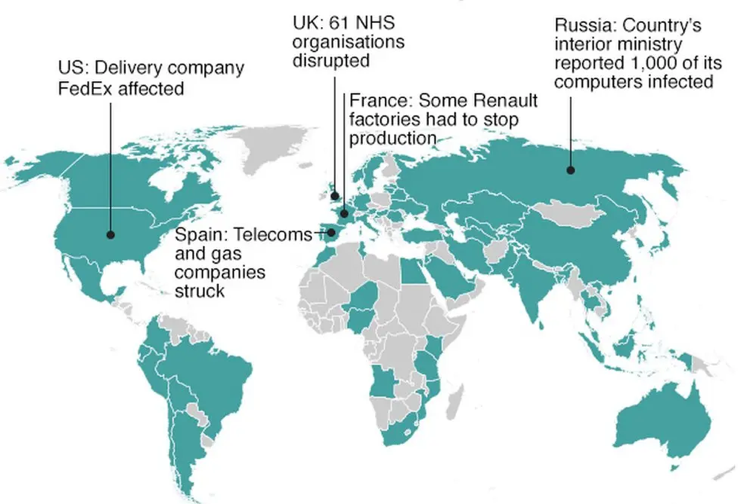 UK: 61 NHS
organisations
disrupted
Russia: Country's
interior ministry
reported 1,000 of its
computers infected
US: Delivery company
FedEx affected
France: Some Renault
factories had to stop
production
Spain: Telecoms
and gas
companies
struck